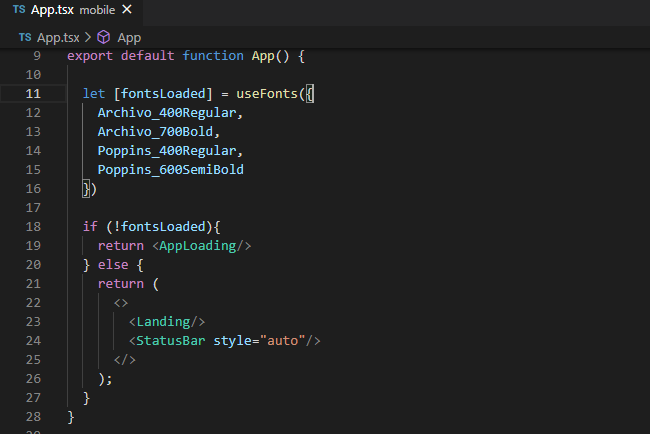 TS App.tsx mobile ×
TS App.tsx > App
9 export default function App() {
10
11 let [fontsLoaded] = useFonts({
12 Archivo_400Regular,
13 Archivo_700Bold,
14 Poppins_400Regular,
15 Poppins_600SemiBold
16 })
17
18 if (!fontsLoaded){
19 return <AppLoading/>
20 } else {
21 return (
22 <>
23 <Landing/>
24 <StatusBar style="auto"/>
25 </>
26 );
27 }
28 }